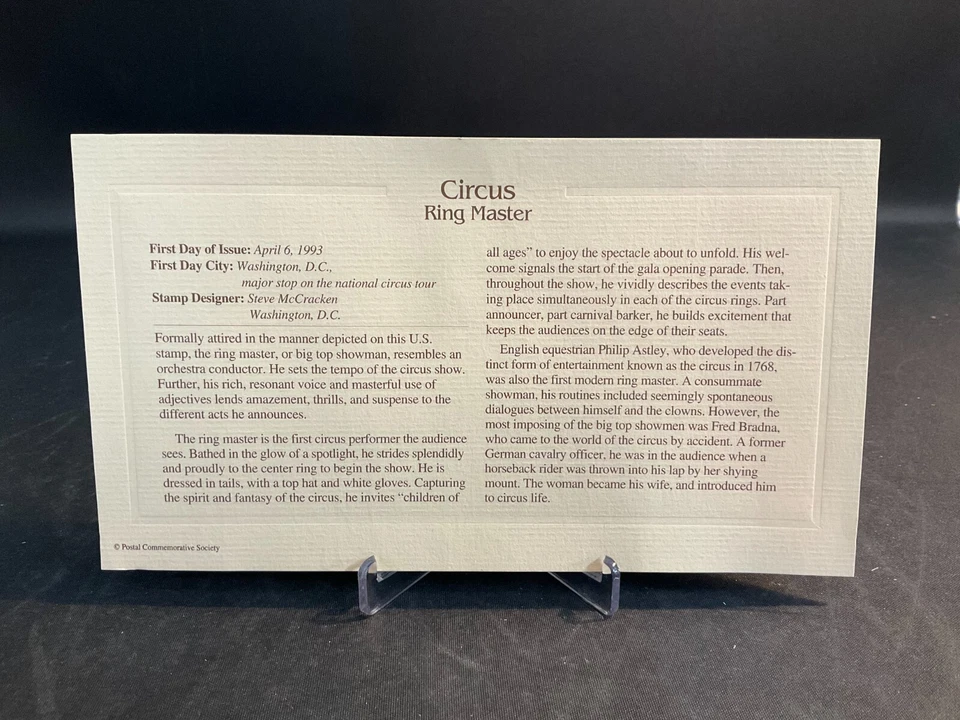 Circus
Ring Master
First Day of Issue: April 6, 1993
First Day City: Washington, D.C.,
major stop on the national circus tour
Stamp Designer: Steve McCracken
Washington, D.C.
Formally attired in the manner depicted on this U.S.
stamp, the ring master, or big top showman, resembles an
orchestra conductor. He sets the tempo of the circus show.
Further, his rich, resonant voice and masterful use of
adjectives lends amazement, thrills, and suspense to the
different acts he announces.
The ring master is the first circus performer the audience
sees. Bathed in the glow of a spotlight, he strides splendidly
and proudly to the center ring to begin the show. He is
dressed in tails, with a top hat and white gloves. Capturing
the spirit and fantasy of the circus, he invites “children of
all ages” to enjoy the spectacle about to unfold. His wel-
come signals the start of the gala opening parade. Then,
throughout the show, he vividly describes the events tak-
ing place simultaneously in each of the circus rings. Part
announcer, part carnival barker, he builds excitement that
keeps the audiences on the edge of their seats.
English equestrian Philip Astley, who developed the dis-
tinct form of entertainment known as the circus in 1768,
was also the first modern ring master. A consummate
showman, his routines included seemingly spontaneous
dialogues between himself and the clowns. However, the
most imposing of the big top showmen was Fred Bradna,
who came to the world of the circus by accident. A former
German cavalry officer, he was in the audience when a
horseback rider was thrown into his lap by her shying
mount. The woman became his wife, and introduced him
to circus life.
© Postal Commemorative Society